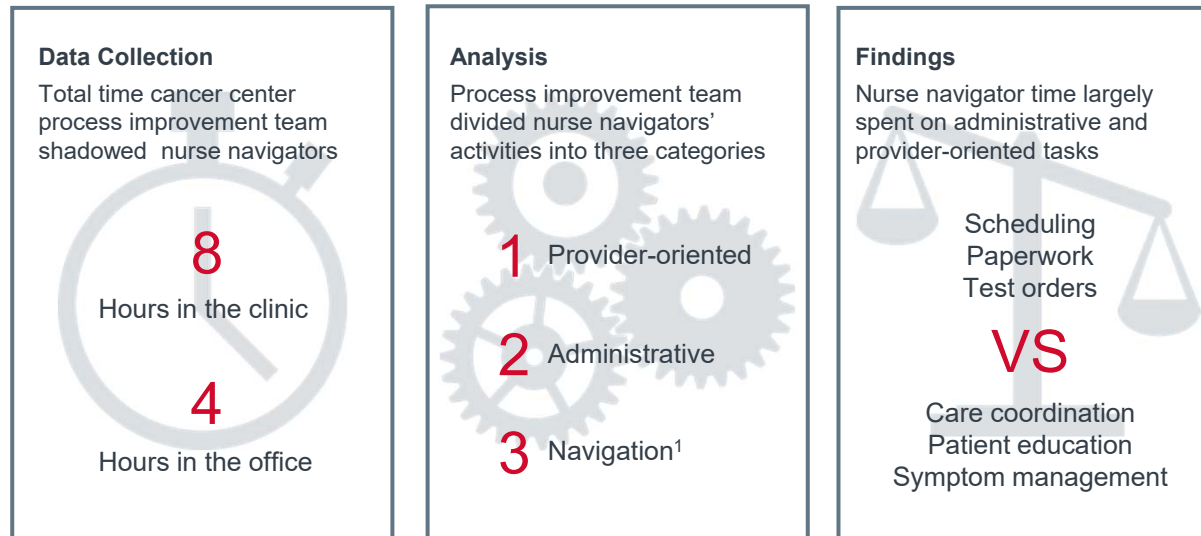 Data Collection
Total time cancer center
process improvement team
shadowed nurse navigators
8
Hours in the clinic
4
Hours in the office
Analysis
Process improvement team
divided nurse navigators’
activities into three categories
1 Provider-oriented
2 Administrative
3 Navigation¹
Findings
Nurse navigator time largely
spent on administrative and
provider-oriented tasks
Scheduling
Paperwork
Test orders
VS
Care coordination
Patient education
Symptom management